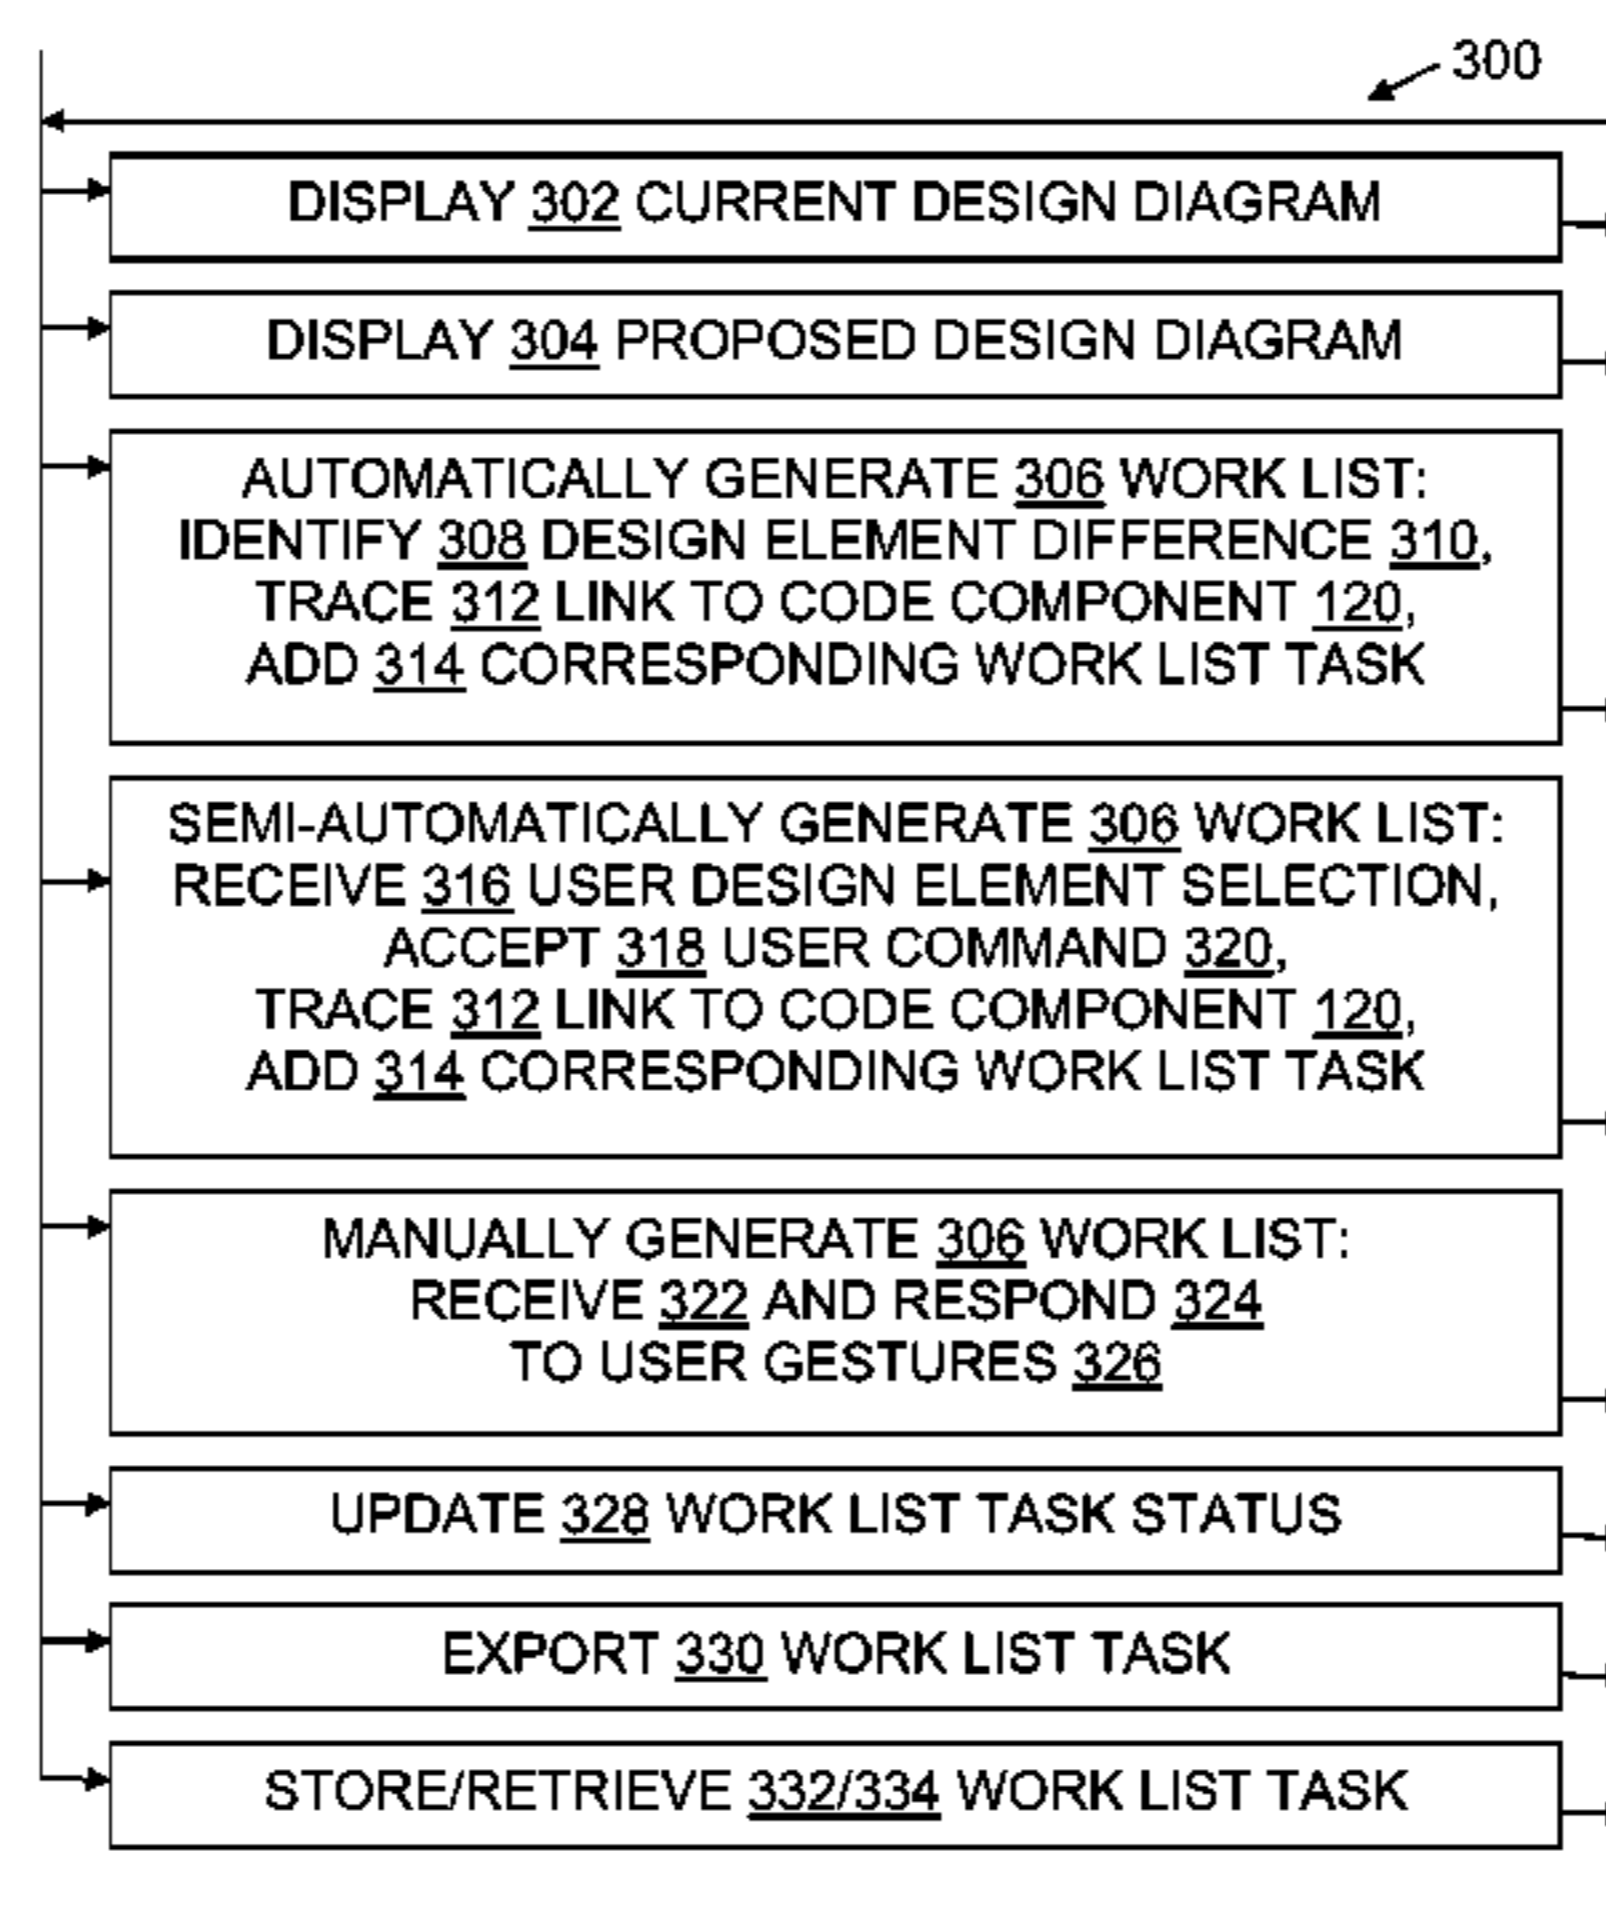 300
DISPLAY 302 CURRENT DESIGN DIAGRAM
DISPLAY 304 PROPOSED DESIGN DIAGRAM
AUTOMATICALLY GENERATE 306 WORK LIST:
IDENTIFY 308 DESIGN ELEMENT DIFFERENCE 310,
TRACE 312 LINK TO CODE COMPONENT 120,
ADD 314 CORRESPONDING WORK LIST TASK
SEMI-AUTOMATICALLY GENERATE 306 WORK LIST:
RECEIVE 316 USER DESIGN ELEMENT SELECTION,
ACCEPT 318 USER COMMAND 320,
TRACE 312 LINK TO CODE COMPONENT 120,
ADD 314 CORRESPONDING WORK LIST TASK
MANUALLY GENERATE 306 WORK LIST:
RECEIVE 322 AND RESPOND 324
TO USER GESTURES 326
UPDATE 328 WORK LIST TASK STATUS
EXPORT 330 WORK LIST TASK
STORE/RETRIEVE 332/334 WORK LIST TASK